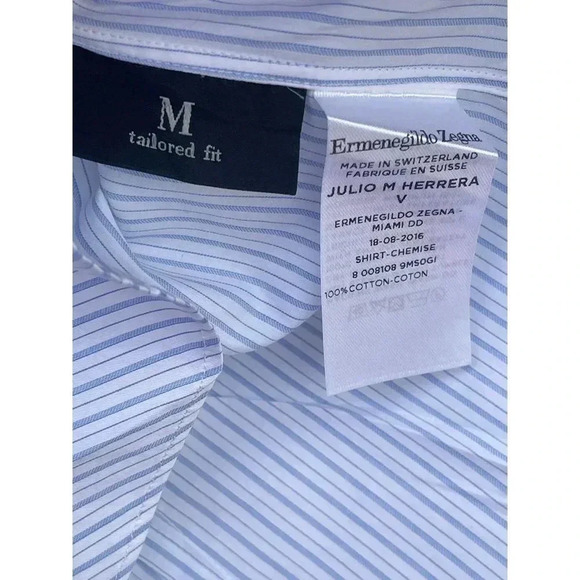 M
tailored fit
Ermenegildo Zegna
MADE IN SWITZERLAND
FABRIQUE EN SUISSE
JULIO M HERRERA
V
ERMENEGILDO ZEGNA -
MIAMI DD
18-08-2016
SHIRT-CHEMISE
8 008108 9MS0GI
100%COTTON-COTON